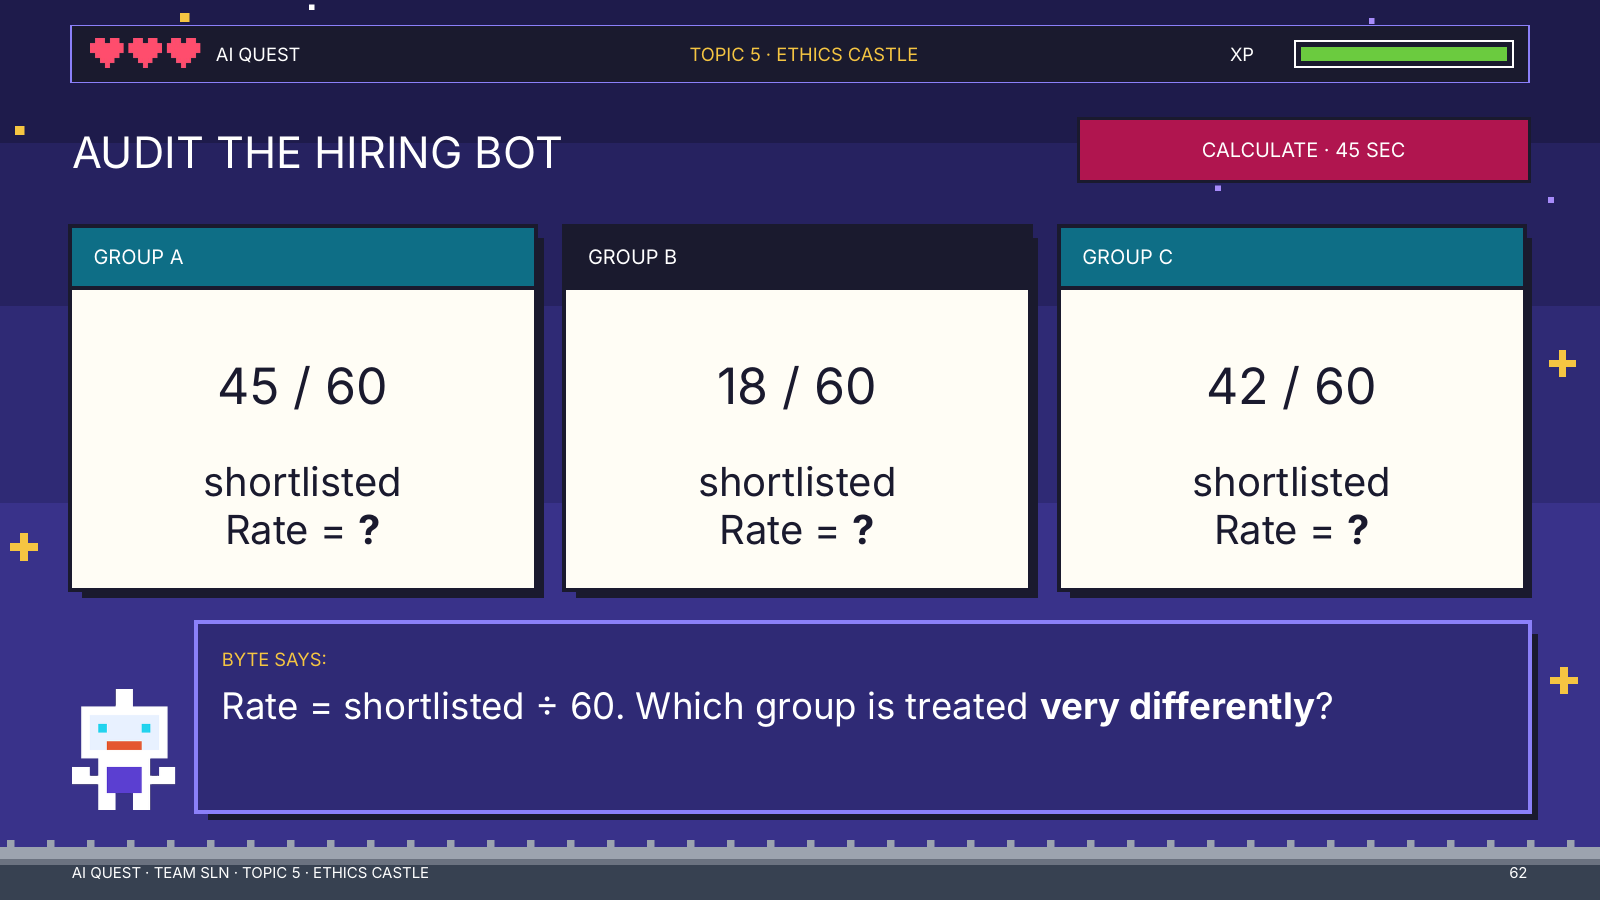 AI QUEST
TOPIC 5 · ETHICS CASTLE
XP
AUDIT THE HIRING BOT
CALCULATE · 45 SEC
GROUP A
45 / 60
shortlisted
Rate = ?
GROUP B
18 / 60
shortlisted
Rate = ?
GROUP C
42 / 60
shortlisted
Rate = ?
BYTE SAYS:
Rate = shortlisted ÷ 60. Which group is treated very differently?
AI QUEST · TEAM SLN · TOPIC 5 · ETHICS CASTLE
62